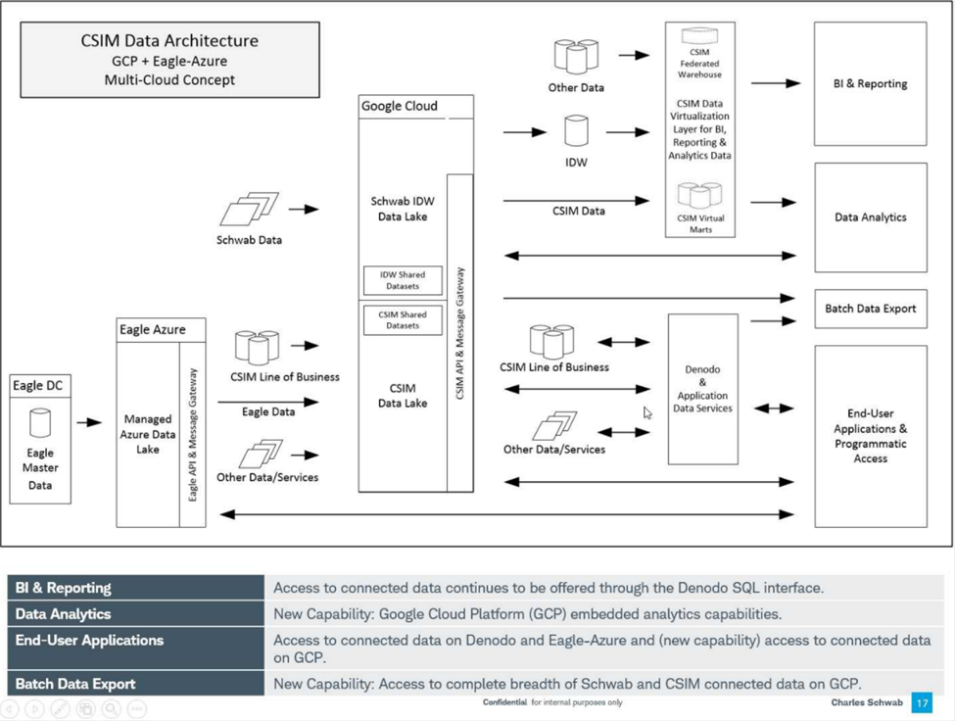 CSIM Data Architecture
GCP + Eagle-Azure
Multi-Cloud Concept
Eagle DC
Eagle
Master
Data
Eagle Azure
Managed
Azure Data
Lake
Eagle API & Message Gateway
Schwab Data
CSIM Line of Business
Eagle Data
Other Data/Services
Google Cloud
Schwab IDW
Data Lake
IDW Shared
Datasets
CSIM Shared
Datasets
CSIM
Data Lake
CSIM API & Message Gateway
Other Data
IDW
CSIM Data
CSIM Line of Business
Other Data/Services
CSIM
Federated
Warehouse
CSIM Data
Virtualization
Layer for BI,
Reporting &
Analytics Data
CSIM Virtual
Marts
Denodo
&
Application
Data Services
BI & Reporting
Data Analytics
Batch Data Export
End-User
Applications &
Programmatic
Access
BI & Reporting
Access to connected data continues to be offered through the Denodo SQL interface.
Data Analytics
New Capability: Google Cloud Platform (GCP) embedded analytics capabilities.
End-User Applications
Access to connected data on Denodo and Eagle-Azure and (new capability) access to connected data
on GCP.
Batch Data Export
New Capability: Access to complete breadth of Schwab and CSIM connected data on GCP.
Confidential for internal purposes only
Charles Schwab
17